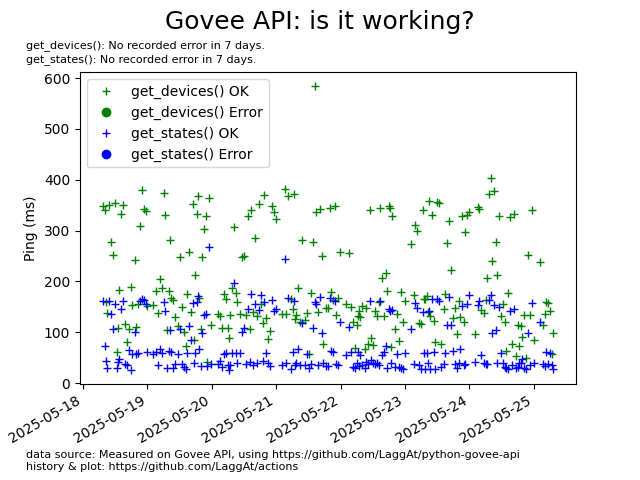 Govee API: is it working?
get_devices(): No recorded error in 7 days.
get_states(): No recorded error in 7 days.
600
500
400
300
200
100
0
Ping (ms)
get_devices() OK
get_devices() Error
get_states() OK
get_states() Error
2025-05-18
2025-05-19
2025-05-20
2025-05-21
2025-05-22
2025-05-23
2025-05-24
2025-05-25
data source: Measured on Govee API, using https://github.com/LaggAt/python-govee-api
history & plot: https://github.com/LaggAt/actions